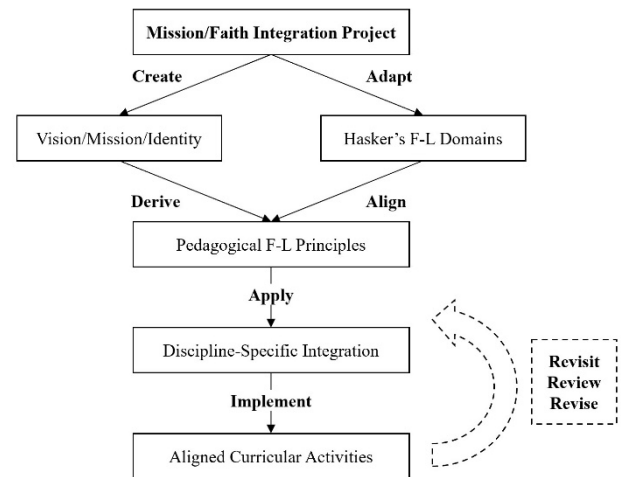 Mission/Faith Integration Project
Create
Adapt
Vision/Mission/Identity
Hasker's F-L Domains
Derive
Align
Pedagogical F-L Principles
Apply
Discipline-Specific Integration
Revisit
Review
Revise
Implement
Aligned Curricular Activities